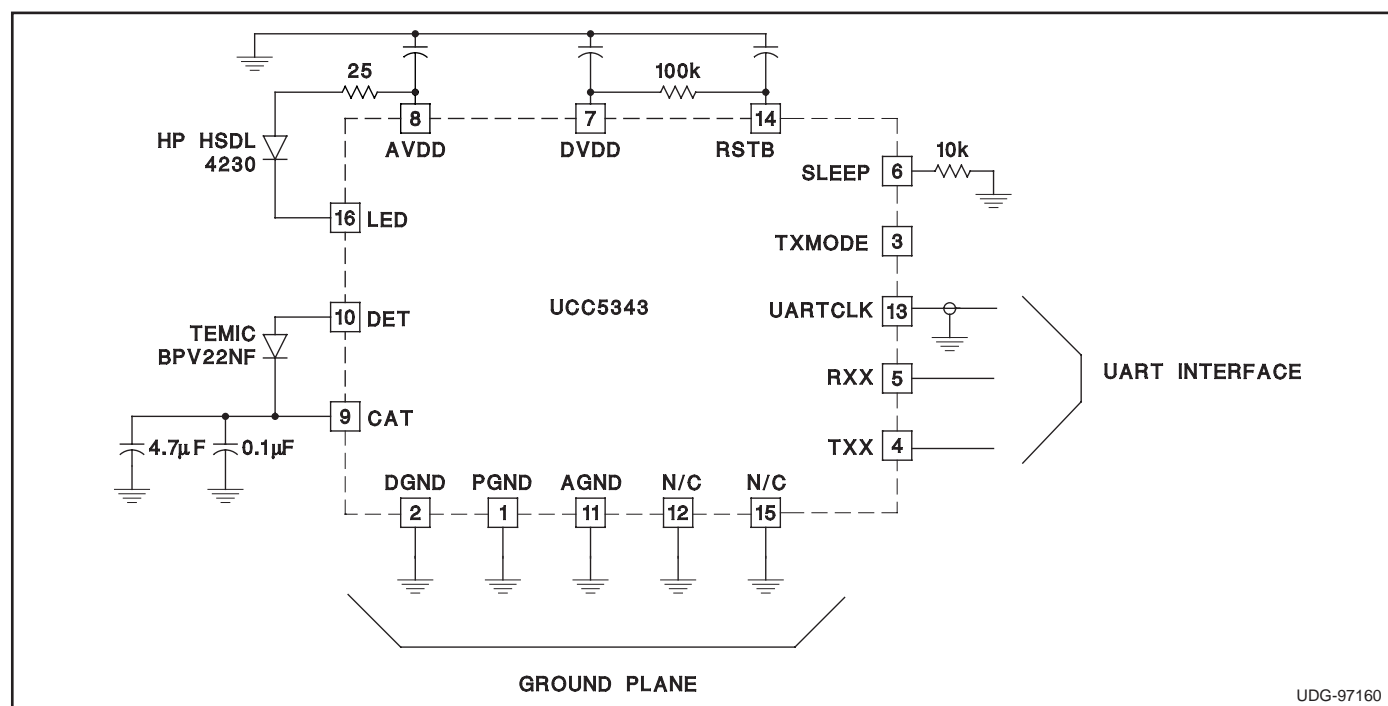 25
100k
8
7
14
HP HSDL
4230
AVDD
DVDD
RSTB
10k
SLEEP
6
16
LED
TXMODE
3
UCC5343
UARTCLK
13
10
DET
TEMIC
BPV22NF
RXX
5
UART INTERFACE
9
CAT
4.7µF
0.1µF
TXX
4
DGND
PGND
AGND
N/C
N/C
2
1
11
12
15
GROUND PLANE
UDG-97160